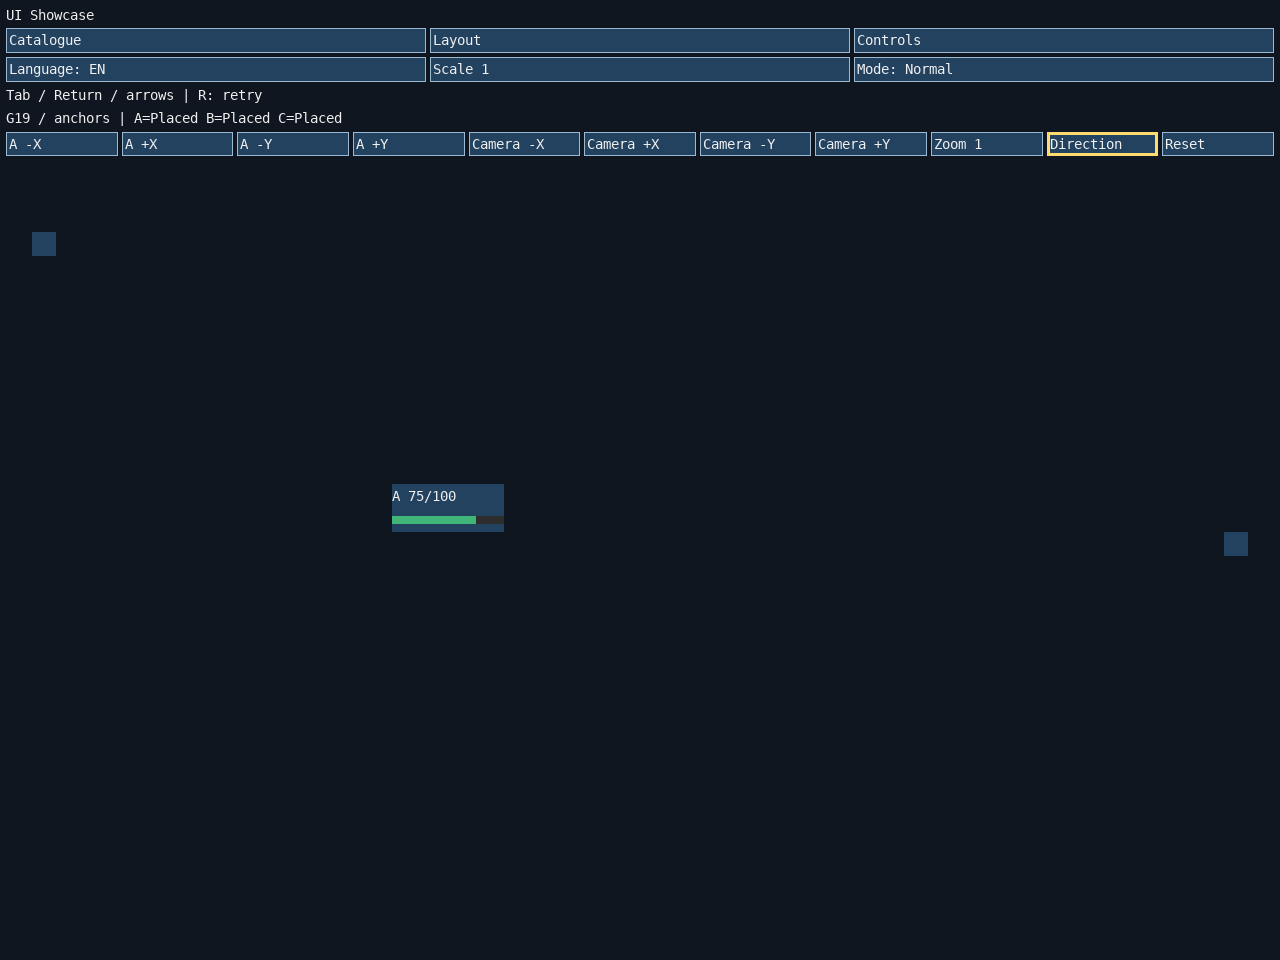 UI Showcase
Catalogue
Layout
Controls
Language: EN
Scale 1
Mode: Normal
Tab / Return / arrows | R: retry
G19 / anchors | A=Placed B=Placed C=Placed
A -X
A +X
A -Y
A +Y
Camera -X
Camera +X
Camera -Y
Camera +Y
Zoom 1
Direction
Reset
A 75/100